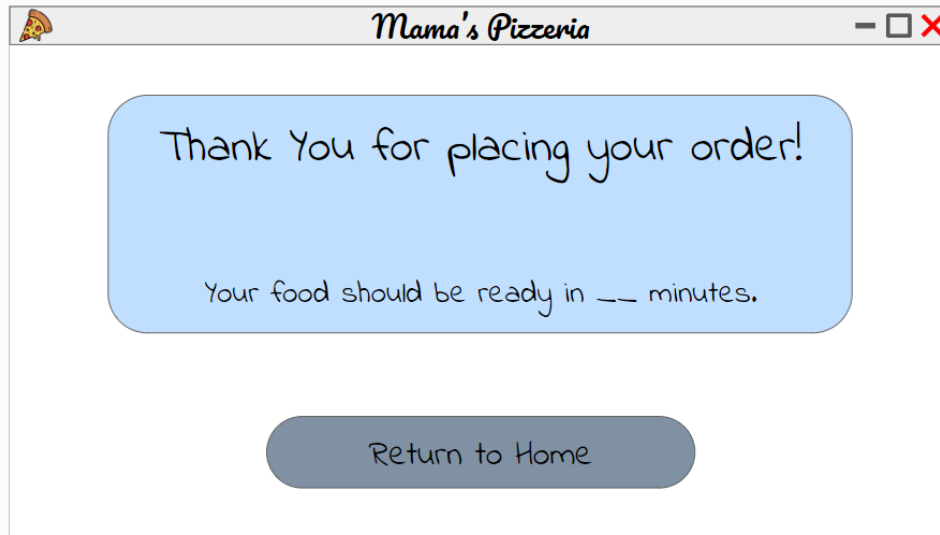 Mama's Pizzeria
Thank You for placing your order!
Your food should be ready in __ minutes.
Return to Home